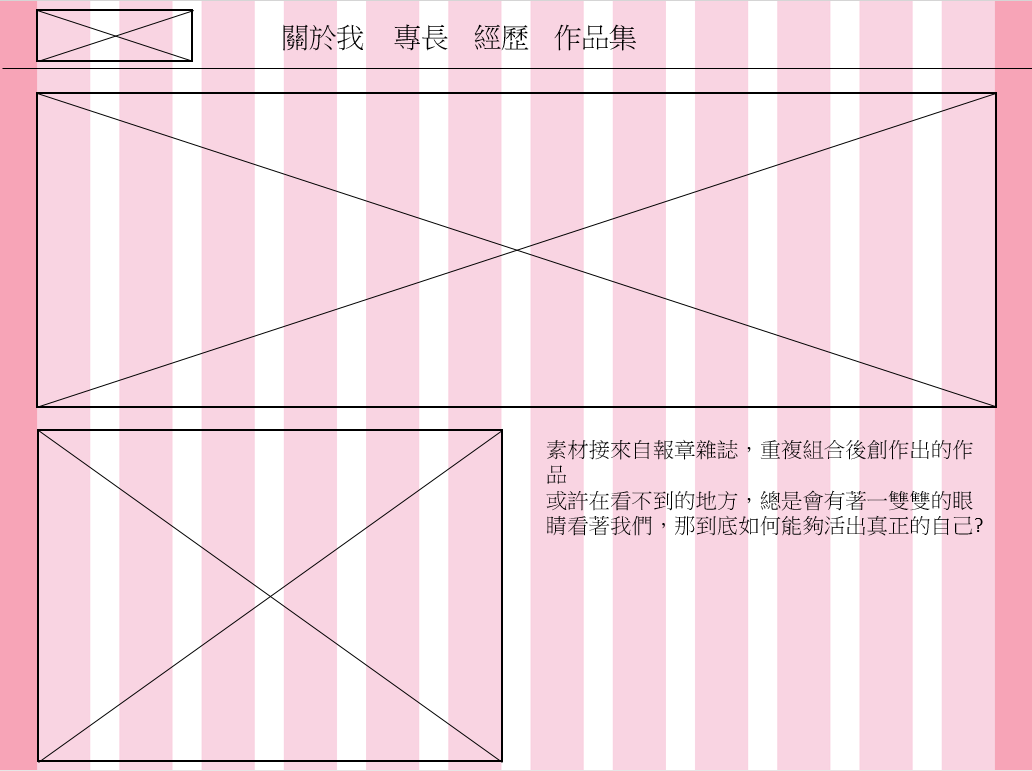 關於我 專長 經歷 作品集
素材接來自報章雜誌，重複組合後創作出的作
品
或許在看不到的地方，總是會有著一雙雙的眼
睛看著我們，那到底如何能夠活出真正的自己?